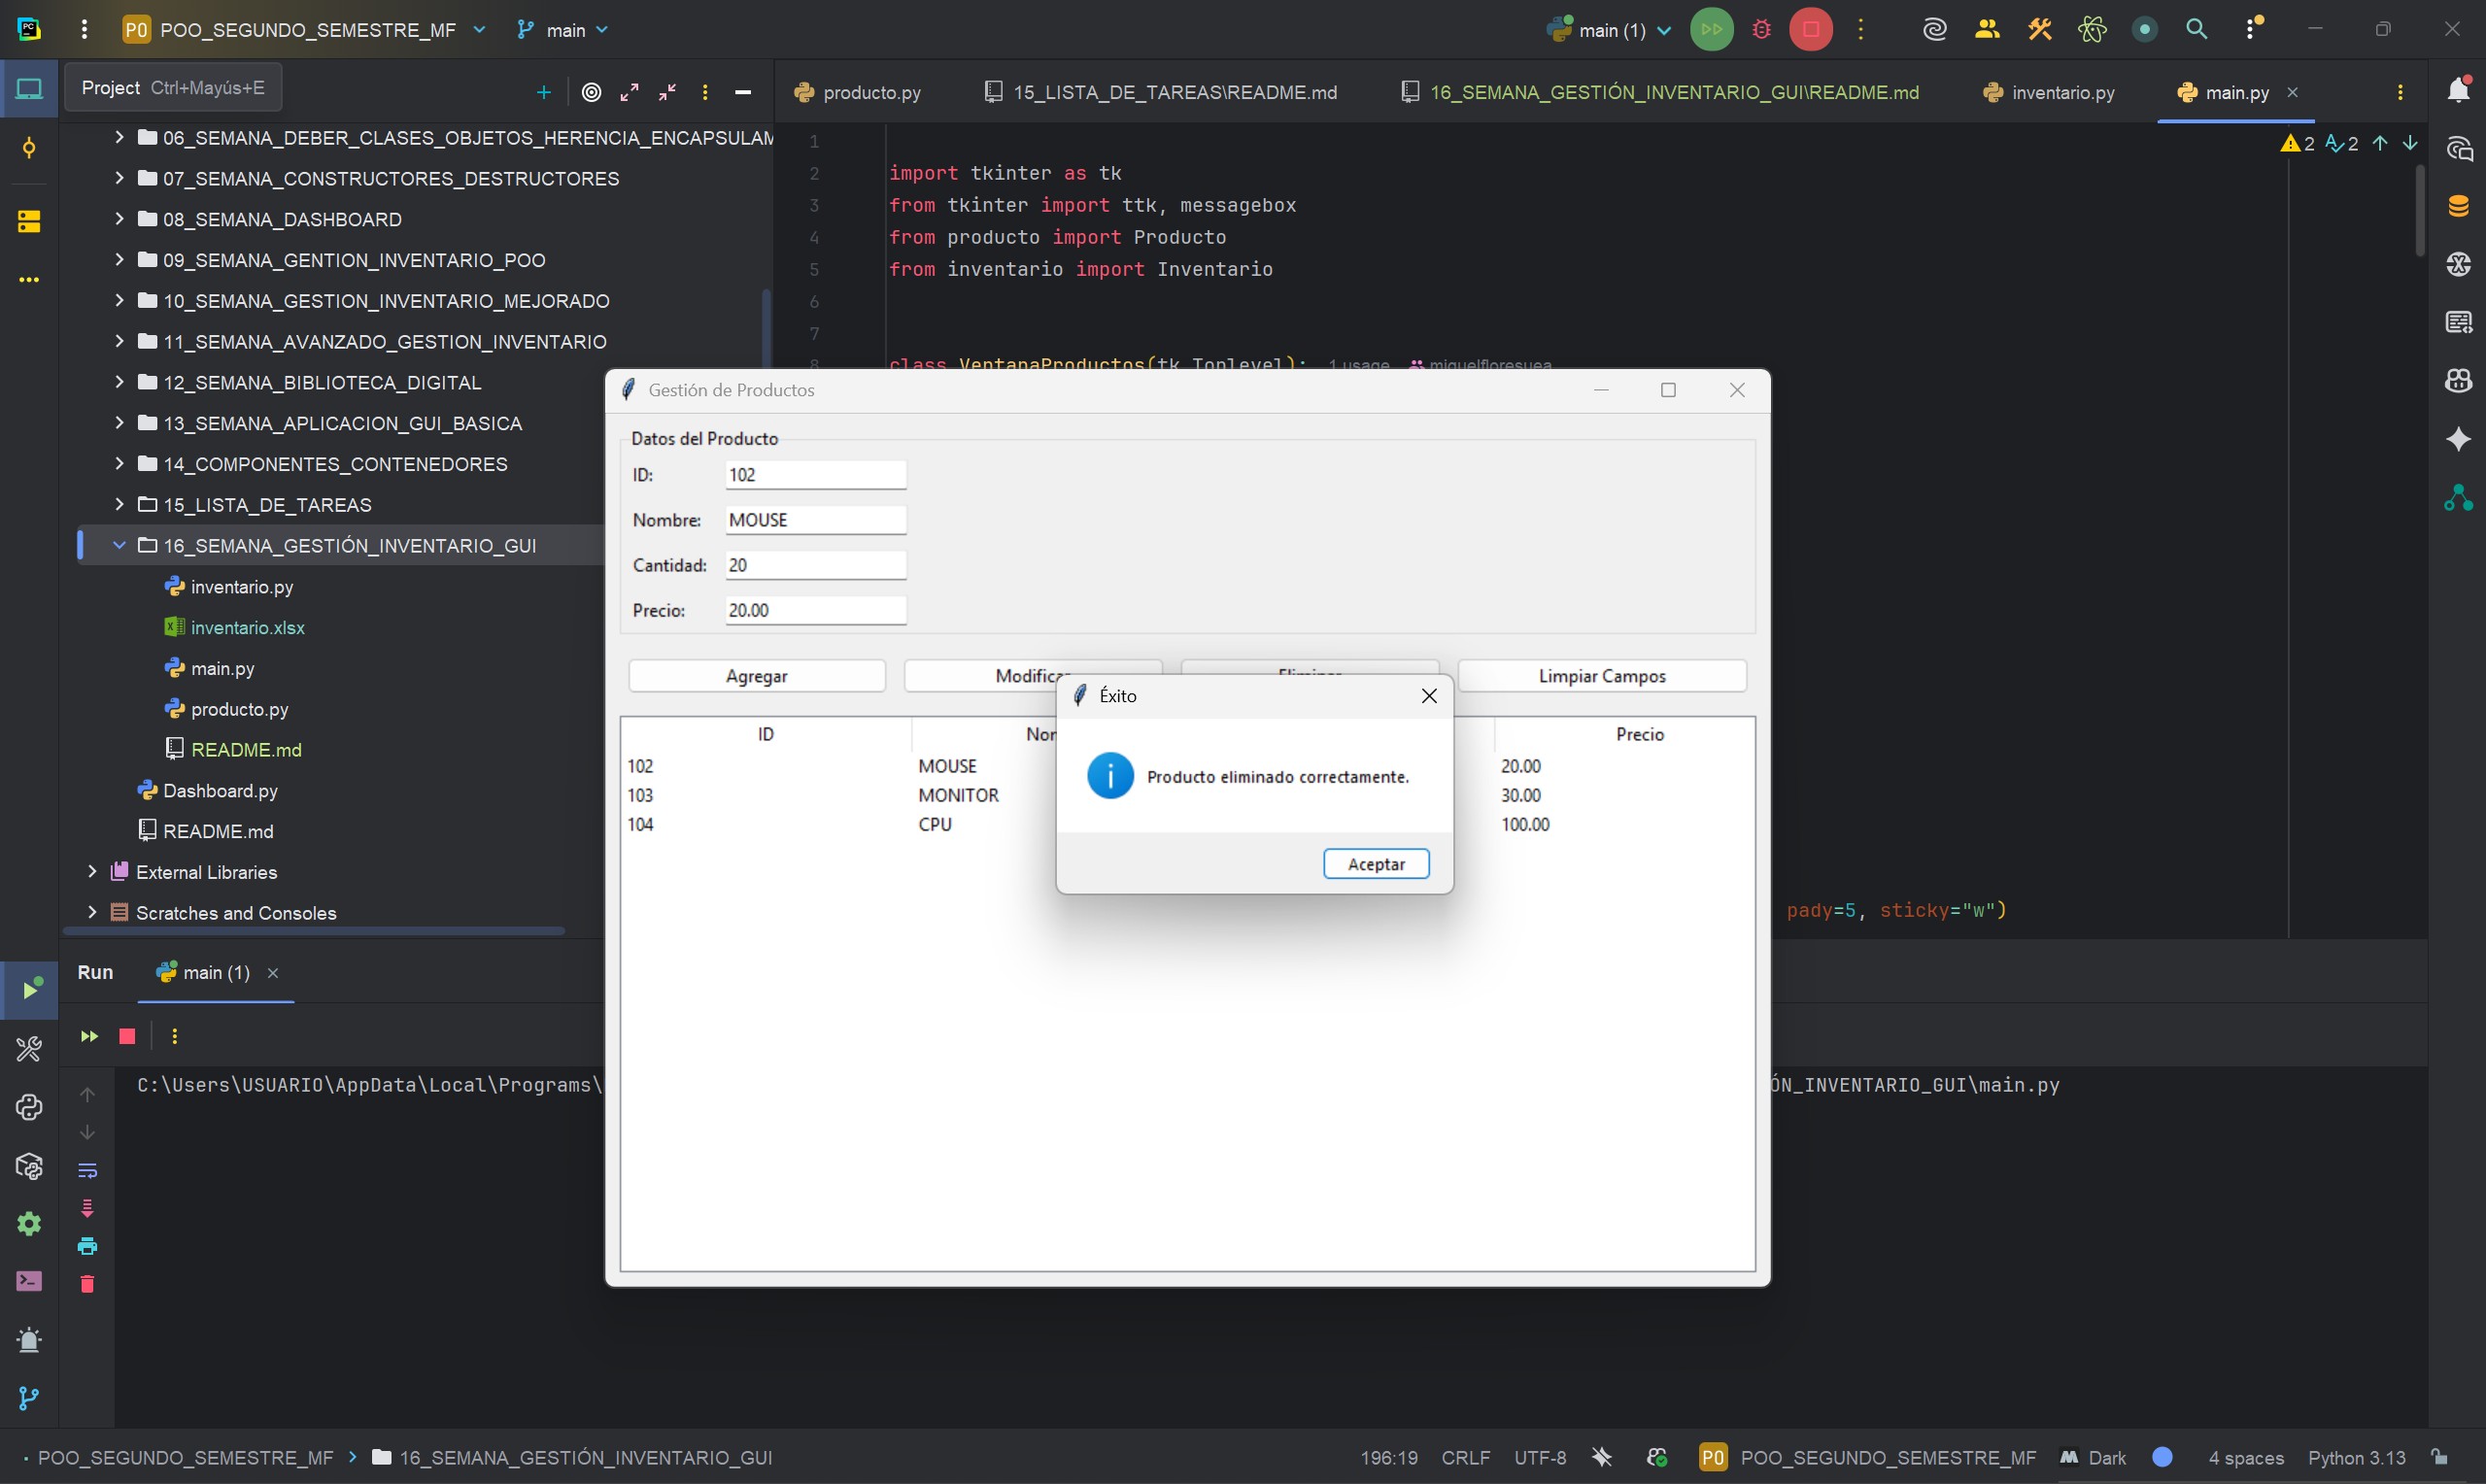 PC
PO POO_SEGUNDO_SEMESTRE_MF main main (1)
Project Ctrl+Mayús+E
producto.py 15_LISTA_DE_TAREAS\README.md 16_SEMANA_GESTIÓN_INVENTARIO_GUI\README.md inventario.py main.py
2 2
06_SEMANA_DEBER_CLASES_OBJETOS_HERENCIA_ENCAPSULAM
07_SEMANA_CONSTRUCTORES_DESTRUCTORES
08_SEMANA_DASHBOARD
09_SEMANA_GENTION_INVENTARIO_POO
10_SEMANA_GESTION_INVENTARIO_MEJORADO
11_SEMANA_AVANZADO_GESTION_INVENTARIO
12_SEMANA_BIBLIOTECA_DIGITAL
13_SEMANA_APLICACION_GUI_BASICA
14_COMPONENTES_CONTENEDORES
15_LISTA_DE_TAREAS
16_SEMANA_GESTIÓN_INVENTARIO_GUI
inventario.py
inventario.xlsx
main.py
producto.py
README.md
Dashboard.py
README.md
External Libraries
Scratches and Consoles
1
2 import tkinter as tk
3 from tkinter import ttk, messagebox
4 from producto import Producto
5 from inventario import Inventario
6
7
8 class VentanaProductos(tk.Toplevel): 1 usage miguelfloresuea
pady=5, sticky="w")
Gestión de Productos
Datos del Producto
ID: 102
Nombre: MOUSE
Cantidad: 20
Precio: 20.00
Agregar Modificar Eliminar Limpiar Campos
ID Nom Precio
102 MOUSE 20.00
103 MONITOR 30.00
104 CPU 100.00
Éxito
Producto eliminado correctamente.
Aceptar
Run main (1)
C:\Users\USUARIO\AppData\Local\Programs\ ÓN_INVENTARIO_GUI\main.py
POO_SEGUNDO_SEMESTRE_MF 16_SEMANA_GESTIÓN_INVENTARIO_GUI 196:19 CRLF UTF-8 PO POO_SEGUNDO_SEMESTRE_MF Dark 4 spaces Python 3.13